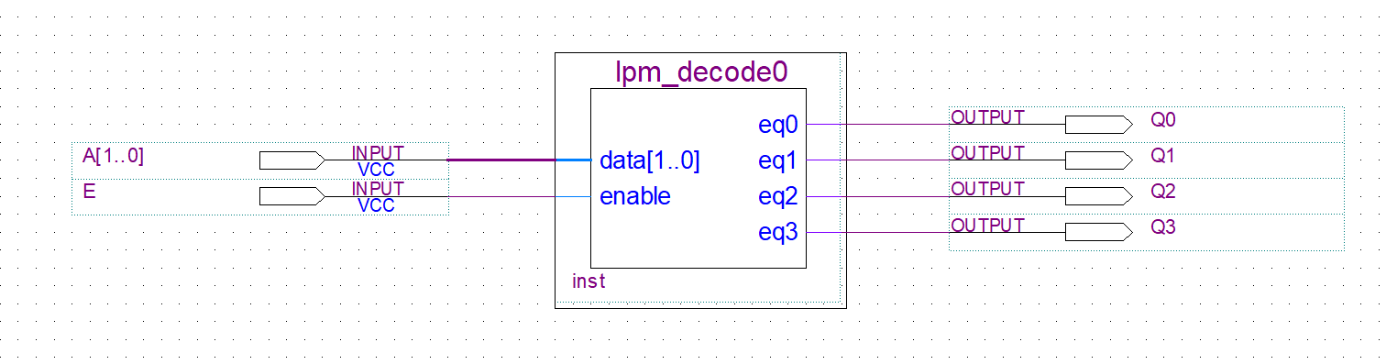 lpm_decode0
eq0 OUTPUT Q0
A[1..0] INPUT VCC data[1..0] eq1 OUTPUT Q1
E INPUT VCC enable eq2 OUTPUT Q2
eq3 OUTPUT Q3
inst